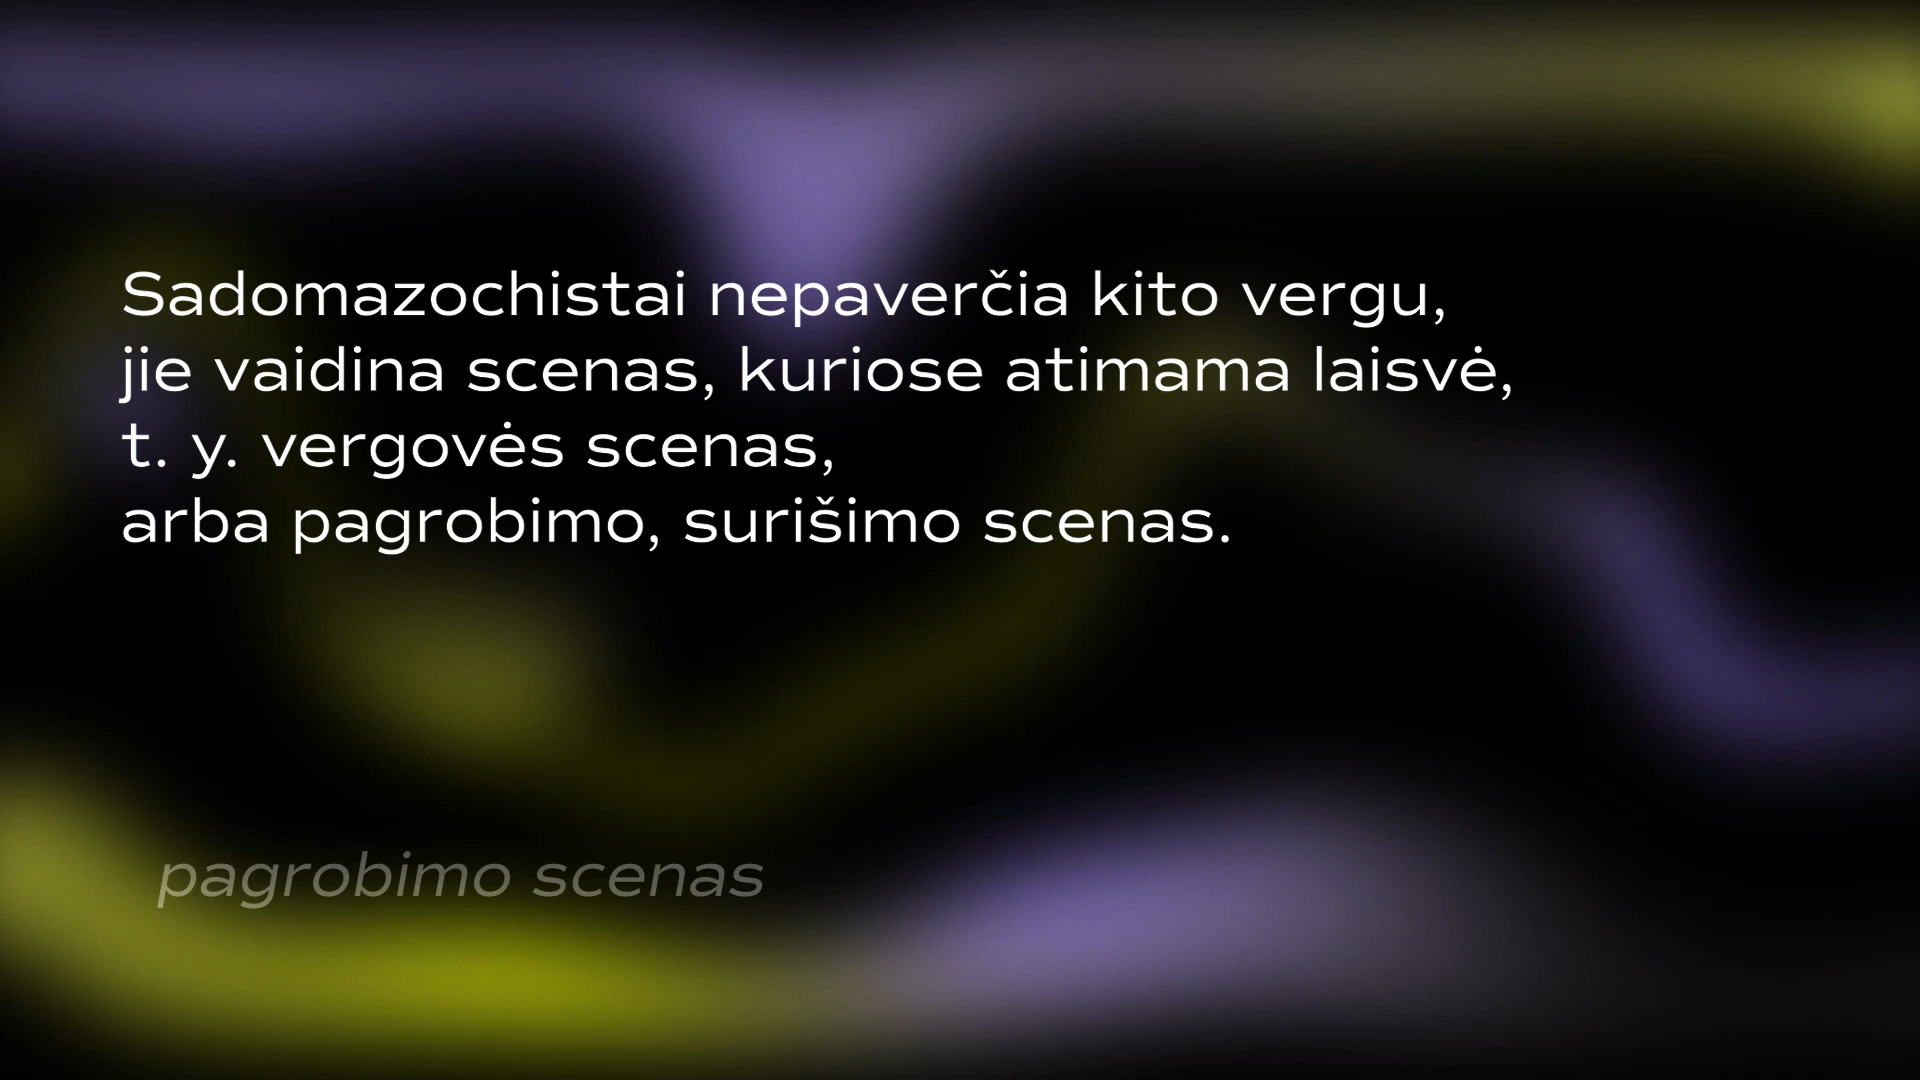 Sadomazochistai nepaverčia kito vergu,
jie vaidina scenas, kuriose atimama laisvė,
t. y. vergovės scenas,
arba pagrobimo, surišimo scenas.
pagrobimo scenas